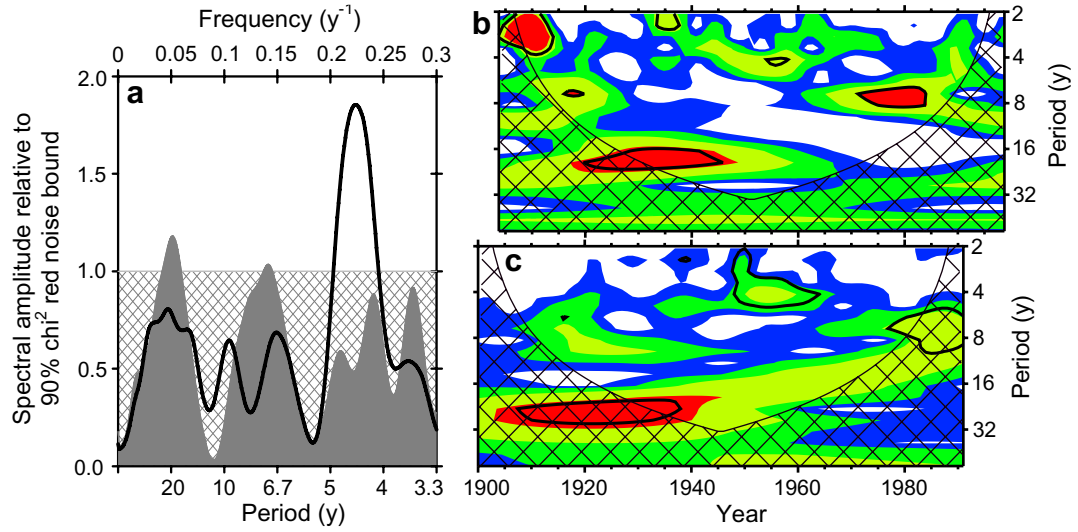 Frequency (y⁻¹)
0 0.05 0.1 0.15 0.2 0.25 0.3
a
Spectral amplitude relative to
90% chi² red noise bound
2.0
1.5
1.0
0.5
0.0
20 10 6.7 5 4 3.3
Period (y)
b
2
4
8
16
32
Period (y)
c
2
4
8
16
32
Period (y)
1900 1920 1940 1960 1980
Year